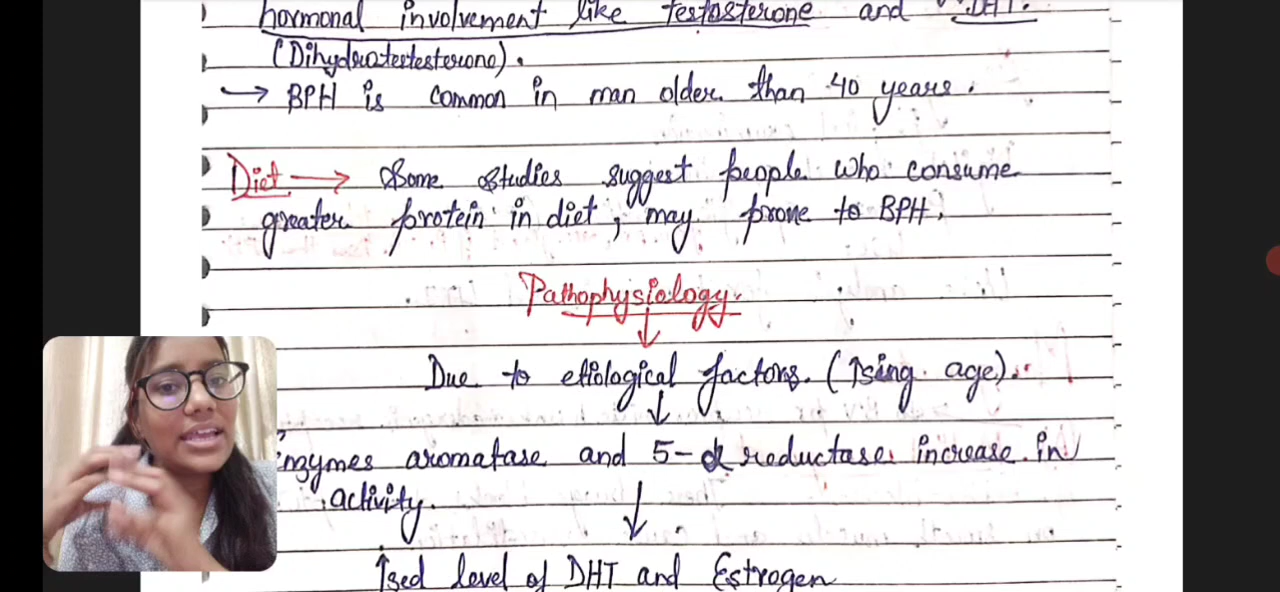 hormonal involvement like testosterone and DHT.
(Dihydrotestesterone).
→ BPH is common in man older than 40 years.
Diet → Some studies suggest people who consume
greater protein in diet, may prone to BPH.
Pathophysiology.
↓
Due to etiological factors. (↑sing age).
↓
Enzymes aromatase and 5-α reductase increase in
activity.
↓
↑sed level of DHT and Estrogen